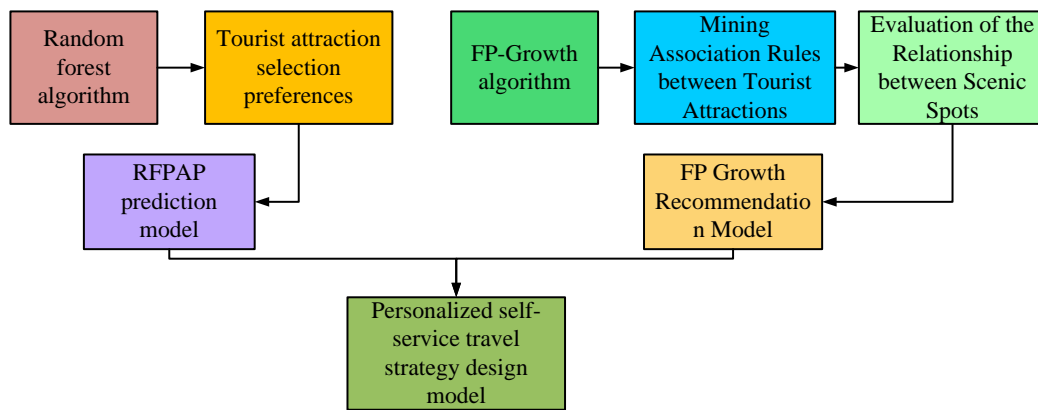 Random
forest
algorithm
Tourist attraction
selection
preferences
FP-Growth
algorithm
Mining
Association Rules
between Tourist
Attractions
Evaluation of the
Relationship
between Scenic
Spots
RFPAP
prediction
model
FP Growth
Recommendatio
n Model
Personalized self-
service travel
strategy design
model